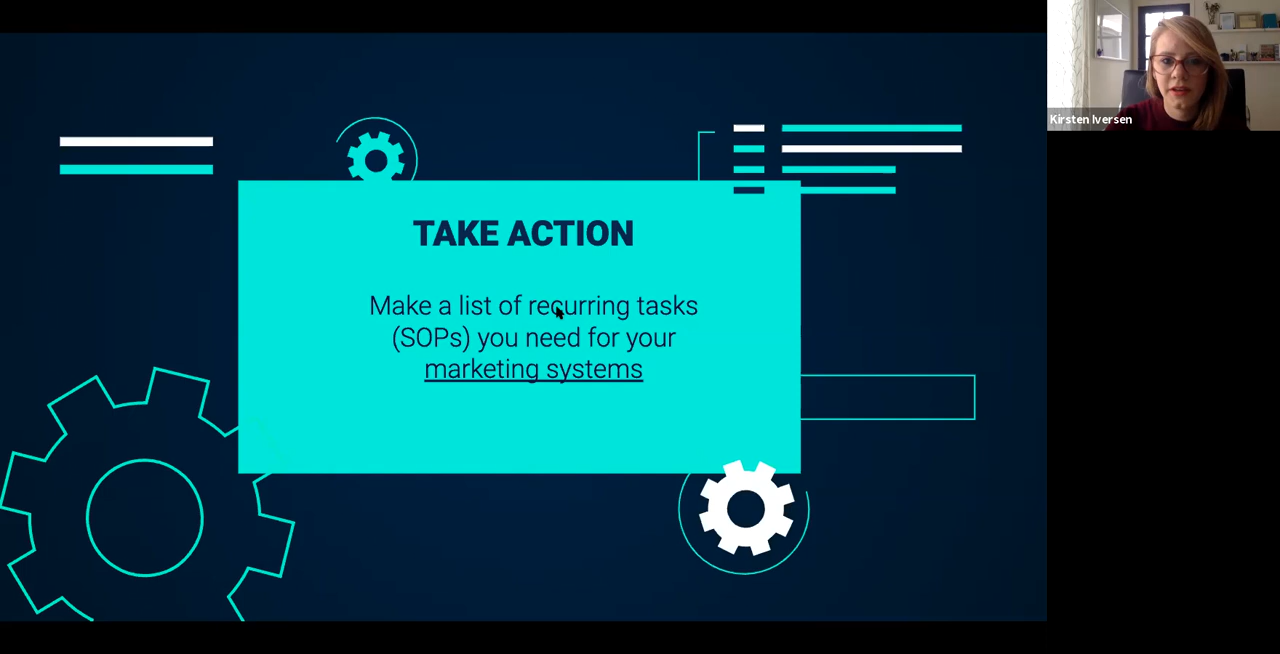 TAKE ACTION
Make a list of recurring tasks
(SOPs) you need for your
marketing systems
Kirsten Iversen